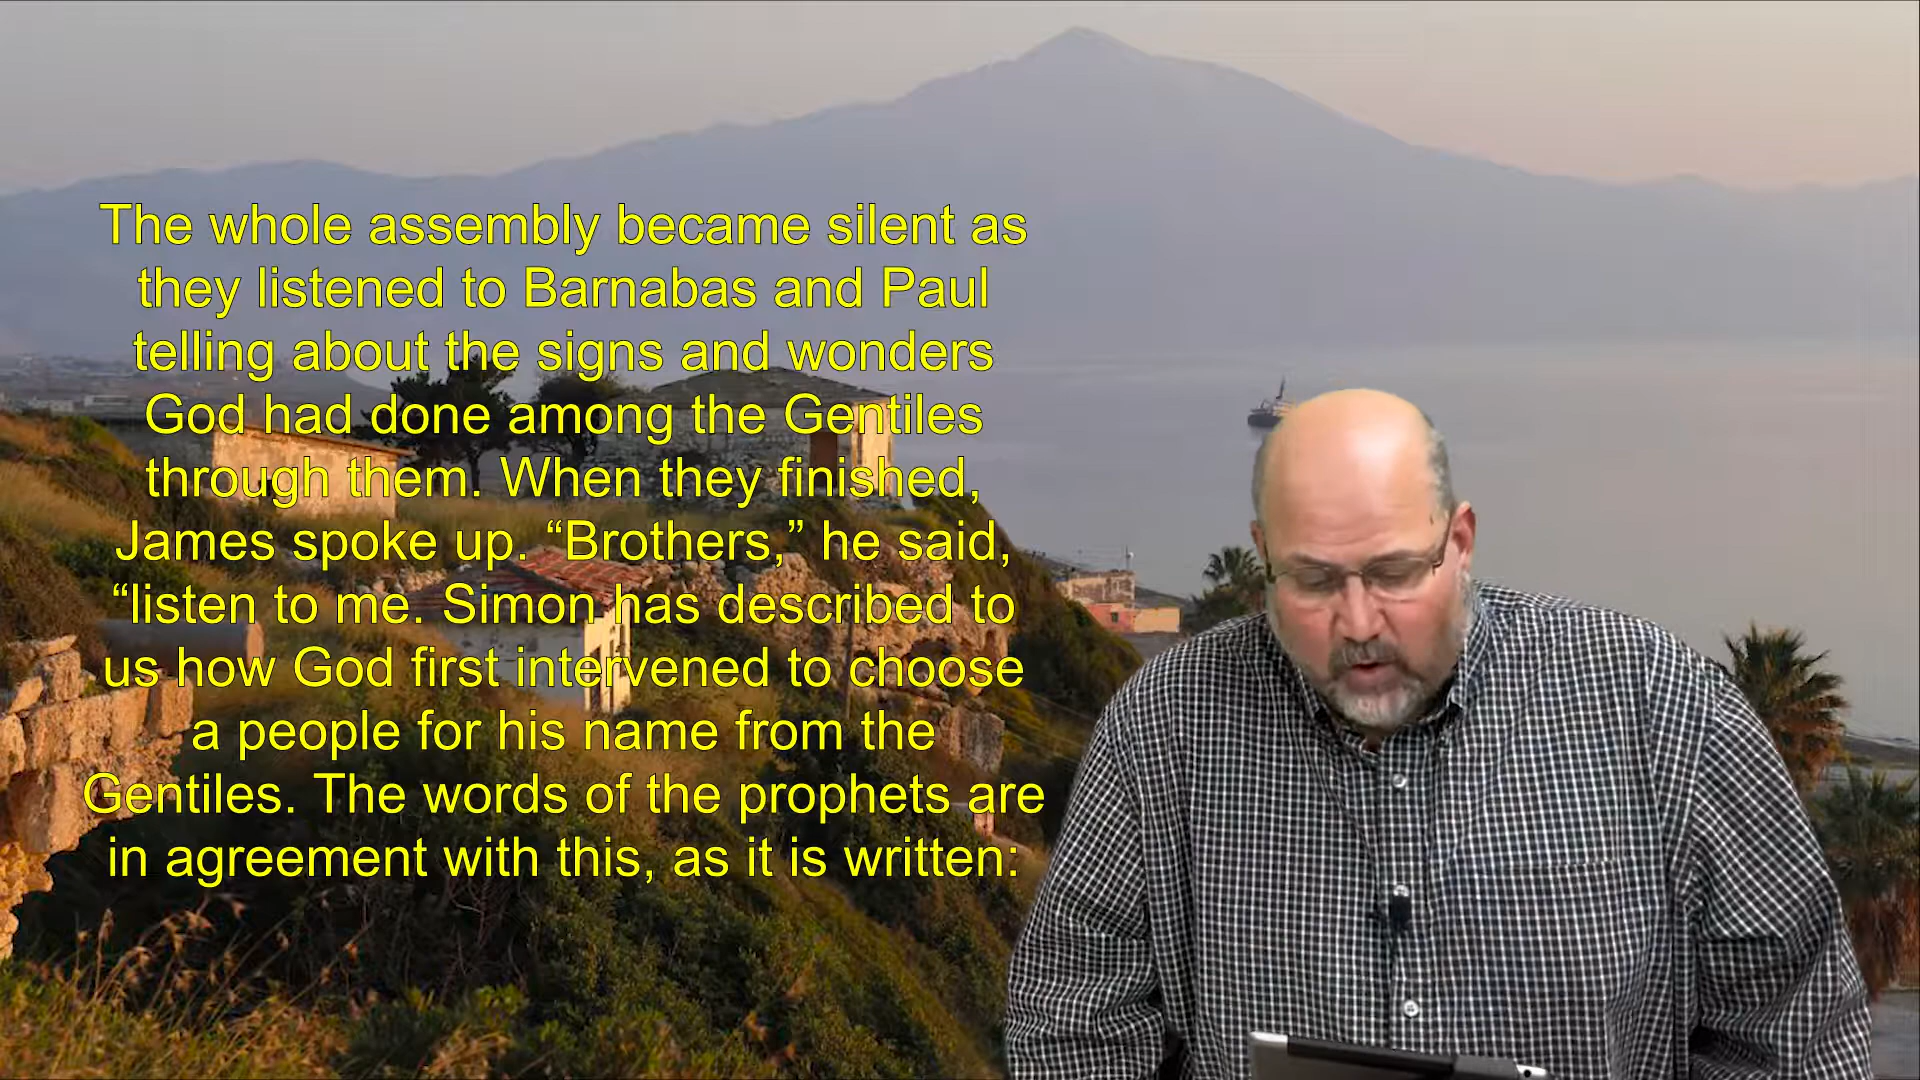 The whole assembly became silent as
they listened to Barnabas and Paul
telling about the signs and wonders
God had done among the Gentiles
through them. When they finished,
James spoke up. “Brothers,” he said,
“listen to me. Simon has described to
us how God first intervened to choose
a people for his name from the
Gentiles. The words of the prophets are
in agreement with this, as it is written: